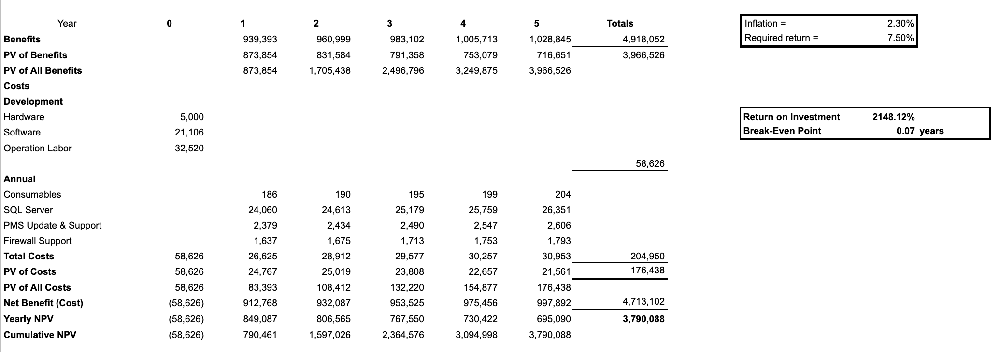 Year 0 1 2 3 4 5 Totals Inflation = 2.30%
Benefits 939,393 960,999 983,102 1,005,713 1,028,845 4,918,052 Required return = 7.50%
PV of Benefits 873,854 831,584 791,358 753,079 716,651 3,966,526
PV of All Benefits 873,854 1,705,438 2,496,796 3,249,875 3,966,526
Costs
Development
Hardware 5,000 Return on Investment 2148.12%
Software 21,106 Break-Even Point 0.07 years
Operation Labor 32,520
58,626
Annual
Consumables 186 190 195 199 204
SQL Server 24,060 24,613 25,179 25,759 26,351
PMS Update & Support 2,379 2,434 2,490 2,547 2,606
Firewall Support 1,637 1,675 1,713 1,753 1,793
Total Costs 58,626 26,625 28,912 29,577 30,257 30,953 204,950
PV of Costs 58,626 24,767 25,019 23,808 22,657 21,561 176,438
PV of All Costs 58,626 83,393 108,412 132,220 154,877 176,438
Net Benefit (Cost) (58,626) 912,768 932,087 953,525 975,456 997,892 4,713,102
Yearly NPV (58,626) 849,087 806,565 767,550 730,422 695,090 3,790,088
Cumulative NPV (58,626) 790,461 1,597,026 2,364,576 3,094,998 3,790,088